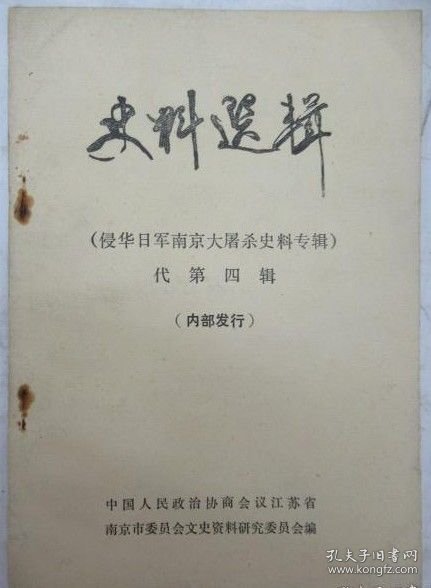 史料選輯
(侵华日军南京大屠杀史料专辑)
代第四辑
(内部发行)
中国人民政治协商会议江苏省
南京市委员会文史资料研究委员会编
孔夫子旧书网
www.kongfz.com